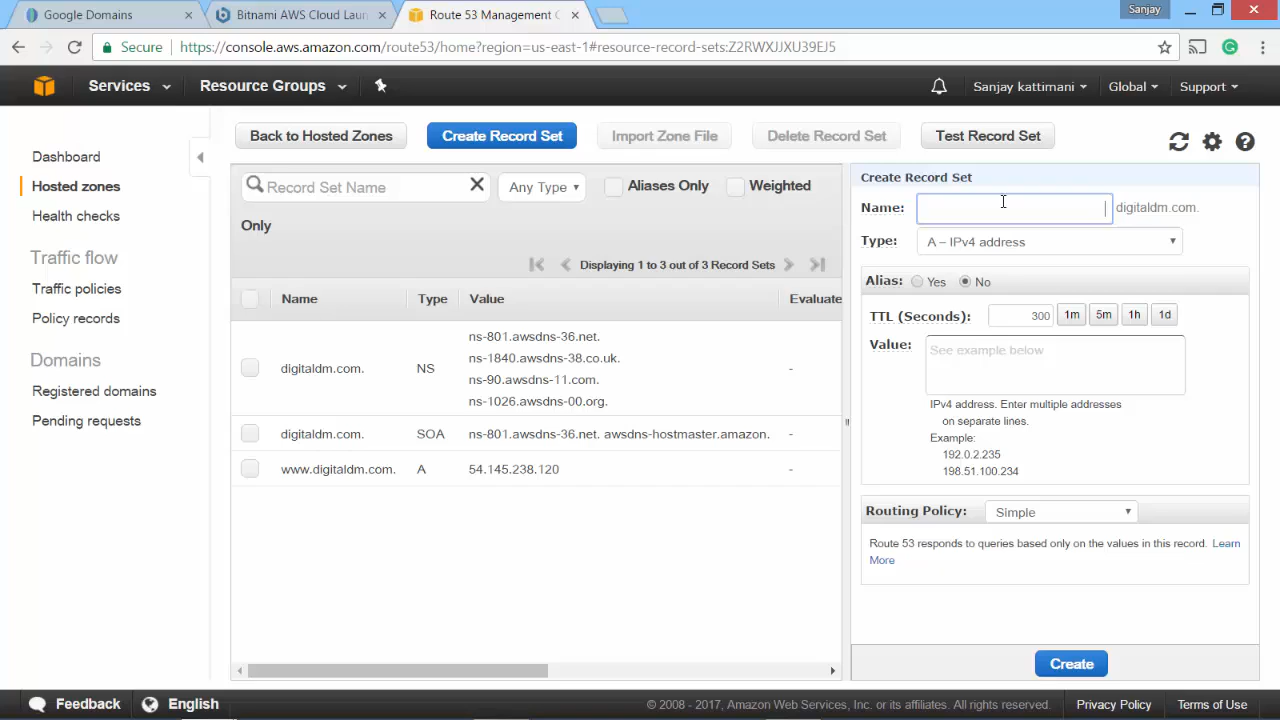 Google Domains
Bitnami AWS Cloud Laun
Route 53 Management C
Sanjay
Secure
https://console.aws.amazon.com/route53/home?region=us-east-1#resource-record-sets:Z2RWXJJXU39EJ5
Services
Resource Groups
Sanjay kattimani
Global
Support
Dashboard
Hosted zones
Health checks
Traffic flow
Traffic policies
Policy records
Domains
Registered domains
Pending requests
Back to Hosted Zones
Create Record Set
Import Zone File
Delete Record Set
Test Record Set
Record Set Name
Any Type
Aliases Only
Weighted
Only
Displaying 1 to 3 out of 3 Record Sets
Name Type Value Evaluate
digitaldm.com. NS
ns-801.awsdns-36.net.
ns-1840.awsdns-38.co.uk.
ns-90.awsdns-11.com.
ns-1026.awsdns-00.org.
-
digitaldm.com. SOA ns-801.awsdns-36.net. awsdns-hostmaster.amazon. -
www.digitaldm.com. A 54.145.238.120 -
Create Record Set
Name: digitaldm.com.
Type: A – IPv4 address
Alias: Yes No
TTL (Seconds): 300 1m 5m 1h 1d
Value: See example below
IPv4 address. Enter multiple addresses
on separate lines.
Example:
192.0.2.235
198.51.100.234
Routing Policy: Simple
Route 53 responds to queries based only on the values in this record. Learn
More
Create
Feedback
English
© 2008 - 2017, Amazon Web Services, Inc. or its affiliates. All rights reserved.
Privacy Policy
Terms of Use